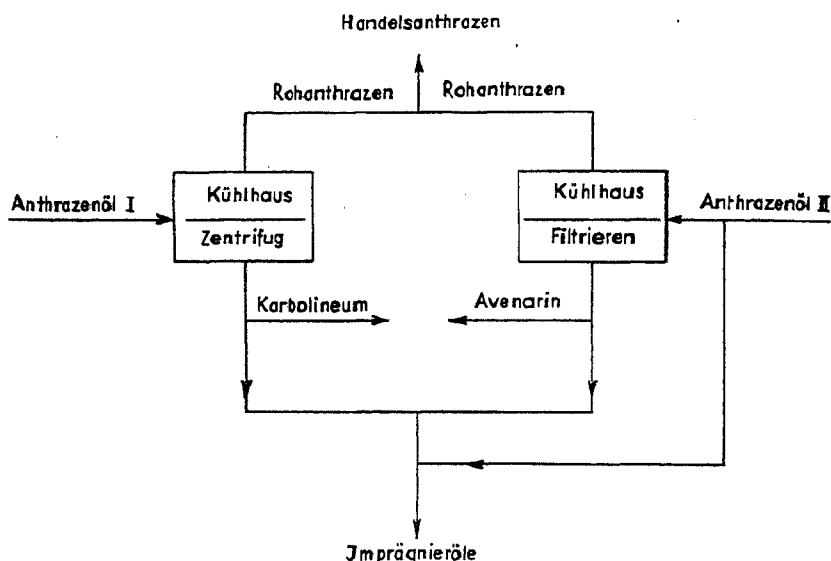 Handelsanthrazen
Rohanthrazen Rohanthrazen
Kühlhaus Kühlhaus
Anthrazenöl I Anthrazenöl II
Zentrifug Filtrieren
Karbolineum Avenarin
Jmprägnieröle